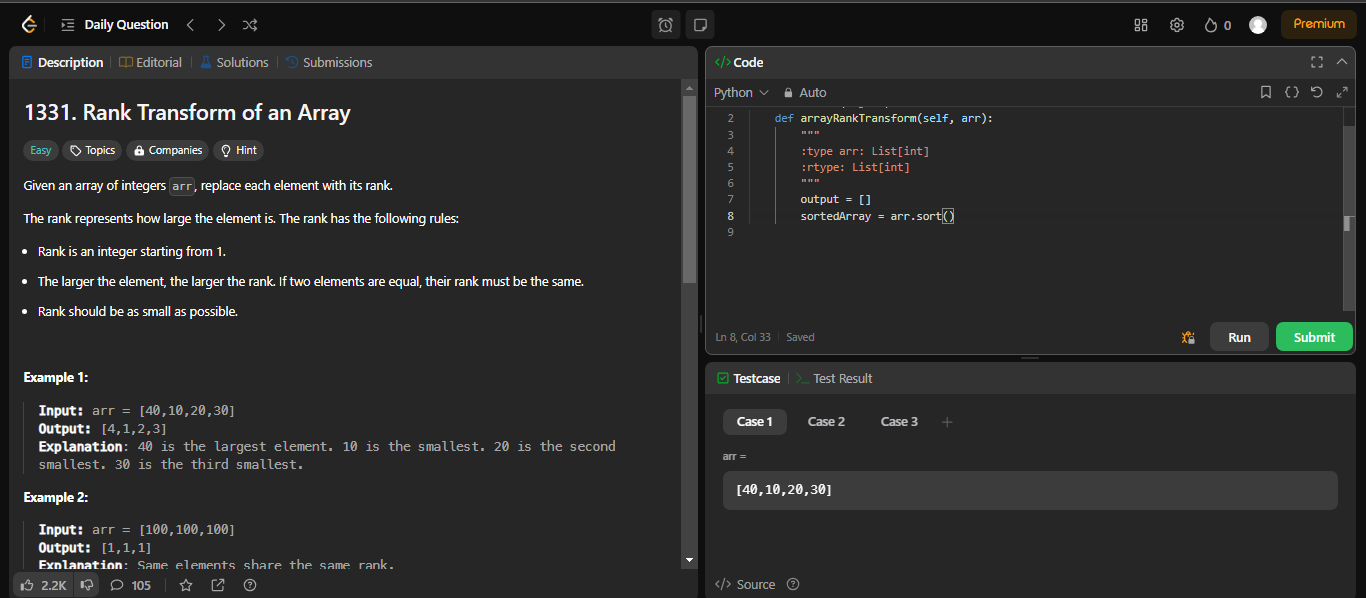 Daily Question
0
Premium
Description
Editorial
Solutions
Submissions
1331. Rank Transform of an Array
Easy
Topics
Companies
Hint
Given an array of integers arr, replace each element with its rank.
The rank represents how large the element is. The rank has the following rules:
• Rank is an integer starting from 1.
• The larger the element, the larger the rank. If two elements are equal, their rank must be the same.
• Rank should be as small as possible.
Example 1:
Input: arr = [40,10,20,30]
Output: [4,1,2,3]
Explanation: 40 is the largest element. 10 is the smallest. 20 is the second
smallest. 30 is the third smallest.
Example 2:
Input: arr = [100,100,100]
Output: [1,1,1]
Explanation: Same elements share the same rank.
2.2K
105
</> Code
Python
Auto
2 def arrayRankTransform(self, arr):
3 """
4 :type arr: List[int]
5 :rtype: List[int]
6 """
7 output = []
8 sortedArray = arr.sort()
9
Ln 8, Col 33
Saved
Run
Submit
Testcase
>_ Test Result
Case 1
Case 2
Case 3
+
arr =
[40,10,20,30]
</> Source